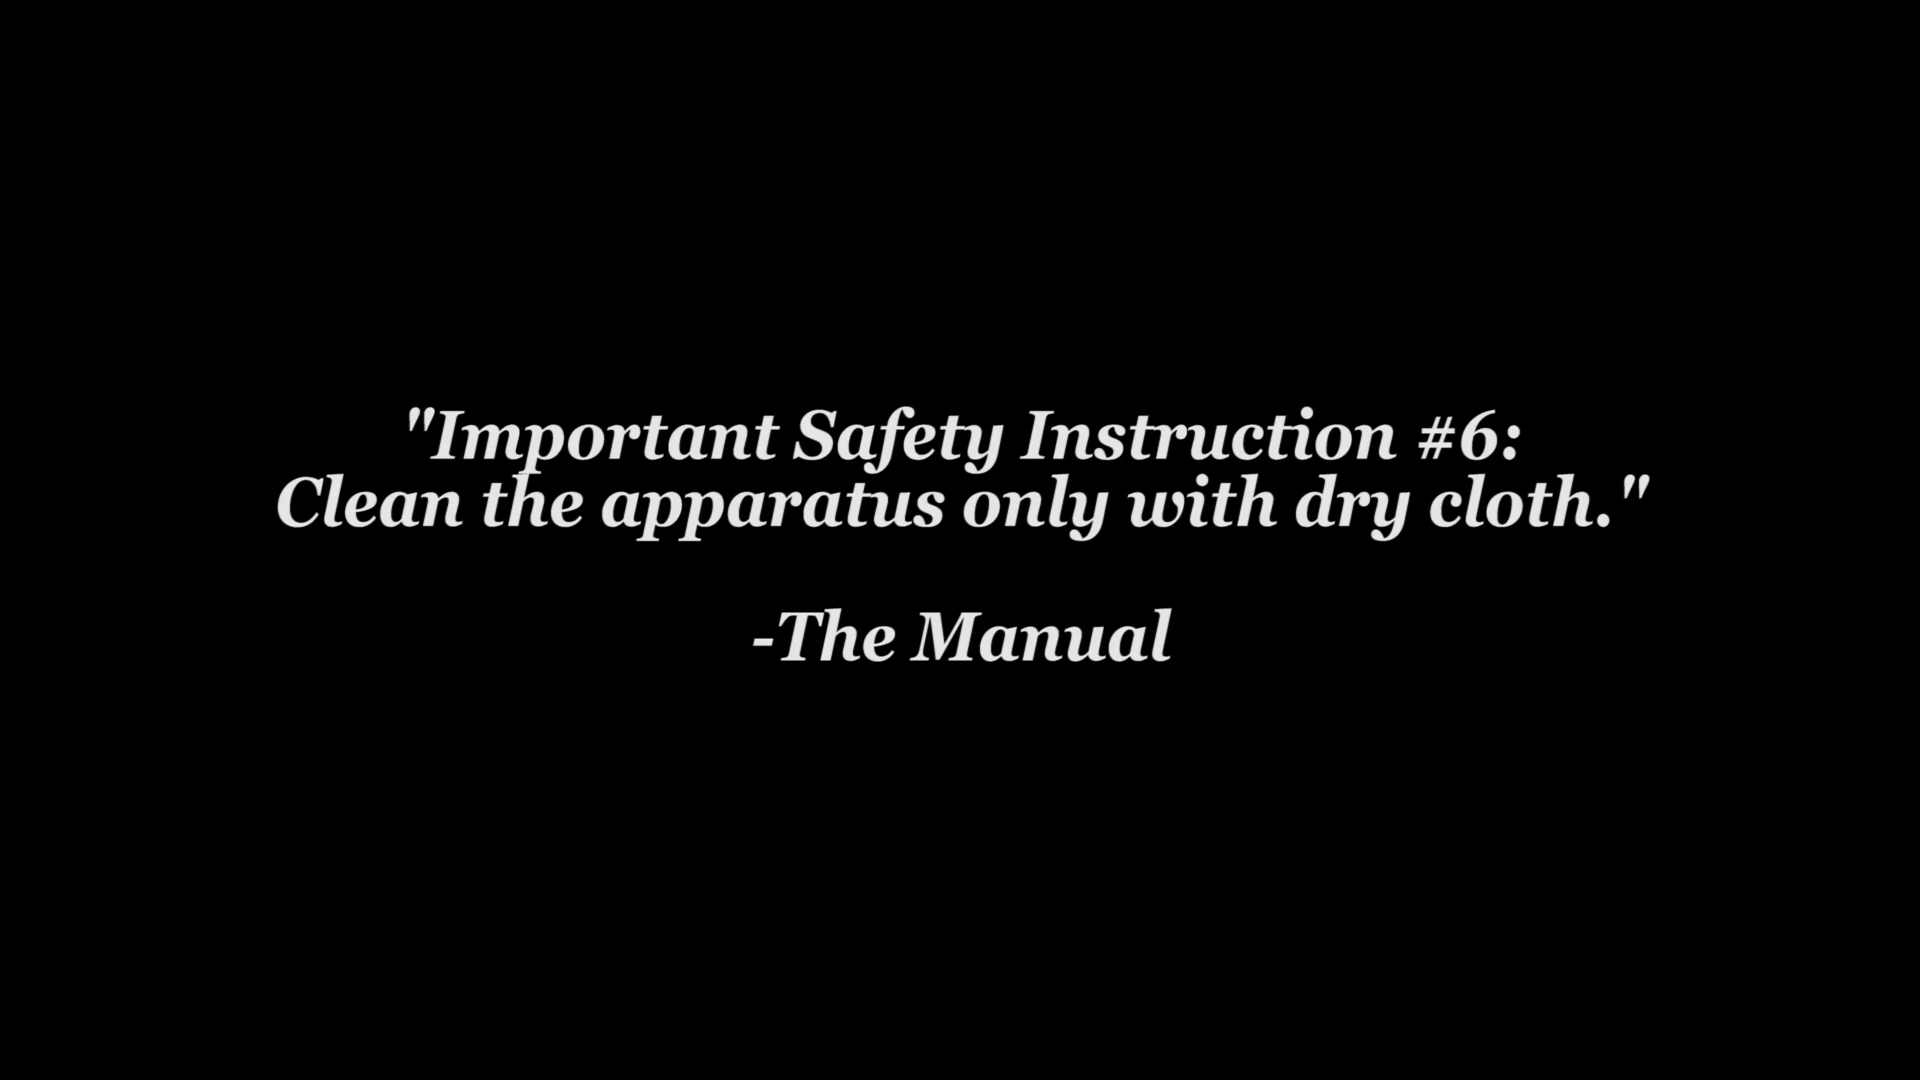 "Important Safety Instruction #6:
Clean the apparatus only with dry cloth."
-The Manual